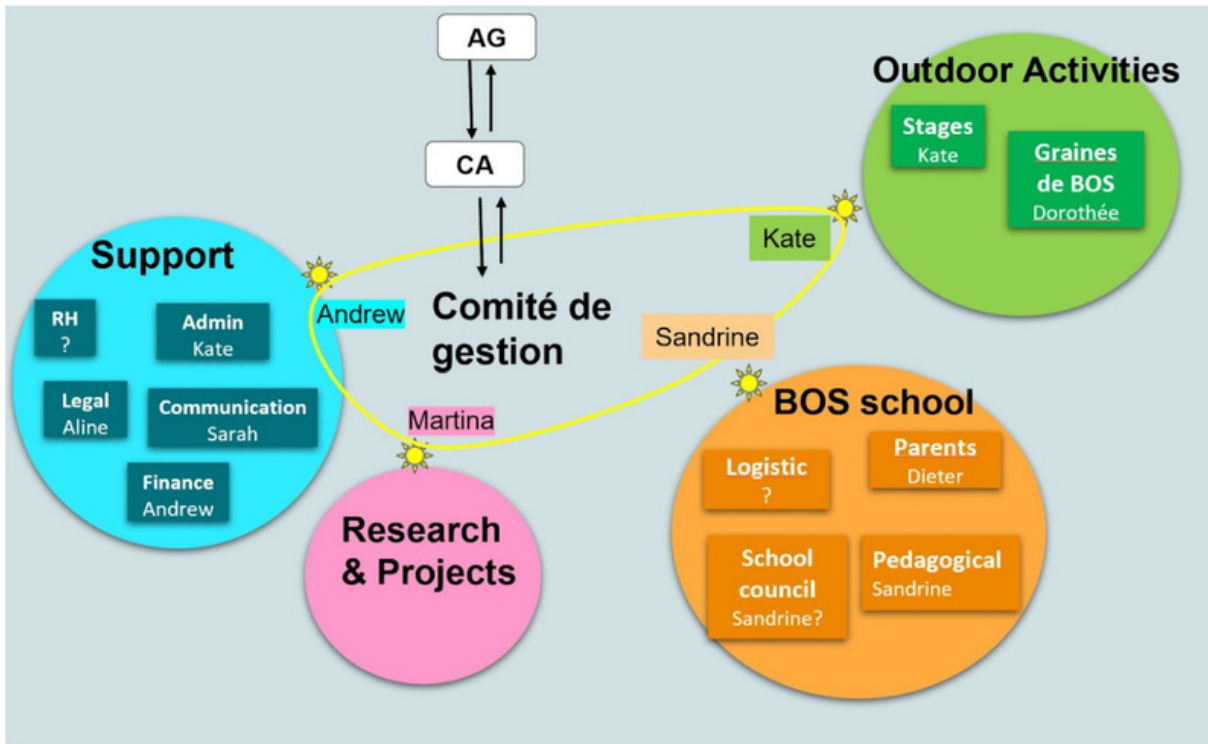 AG
CA
Outdoor Activities
Stages
Kate
Graines
de BOS
Dorothée
Kate
Support
RH
?
Admin
Kate
Legal
Aline
Communication
Sarah
Finance
Andrew
Andrew
Comité de
gestion
Sandrine
Martina
Research
& Projects
BOS school
Logistic
?
Parents
Dieter
School
council
Sandrine?
Pedagogical
Sandrine